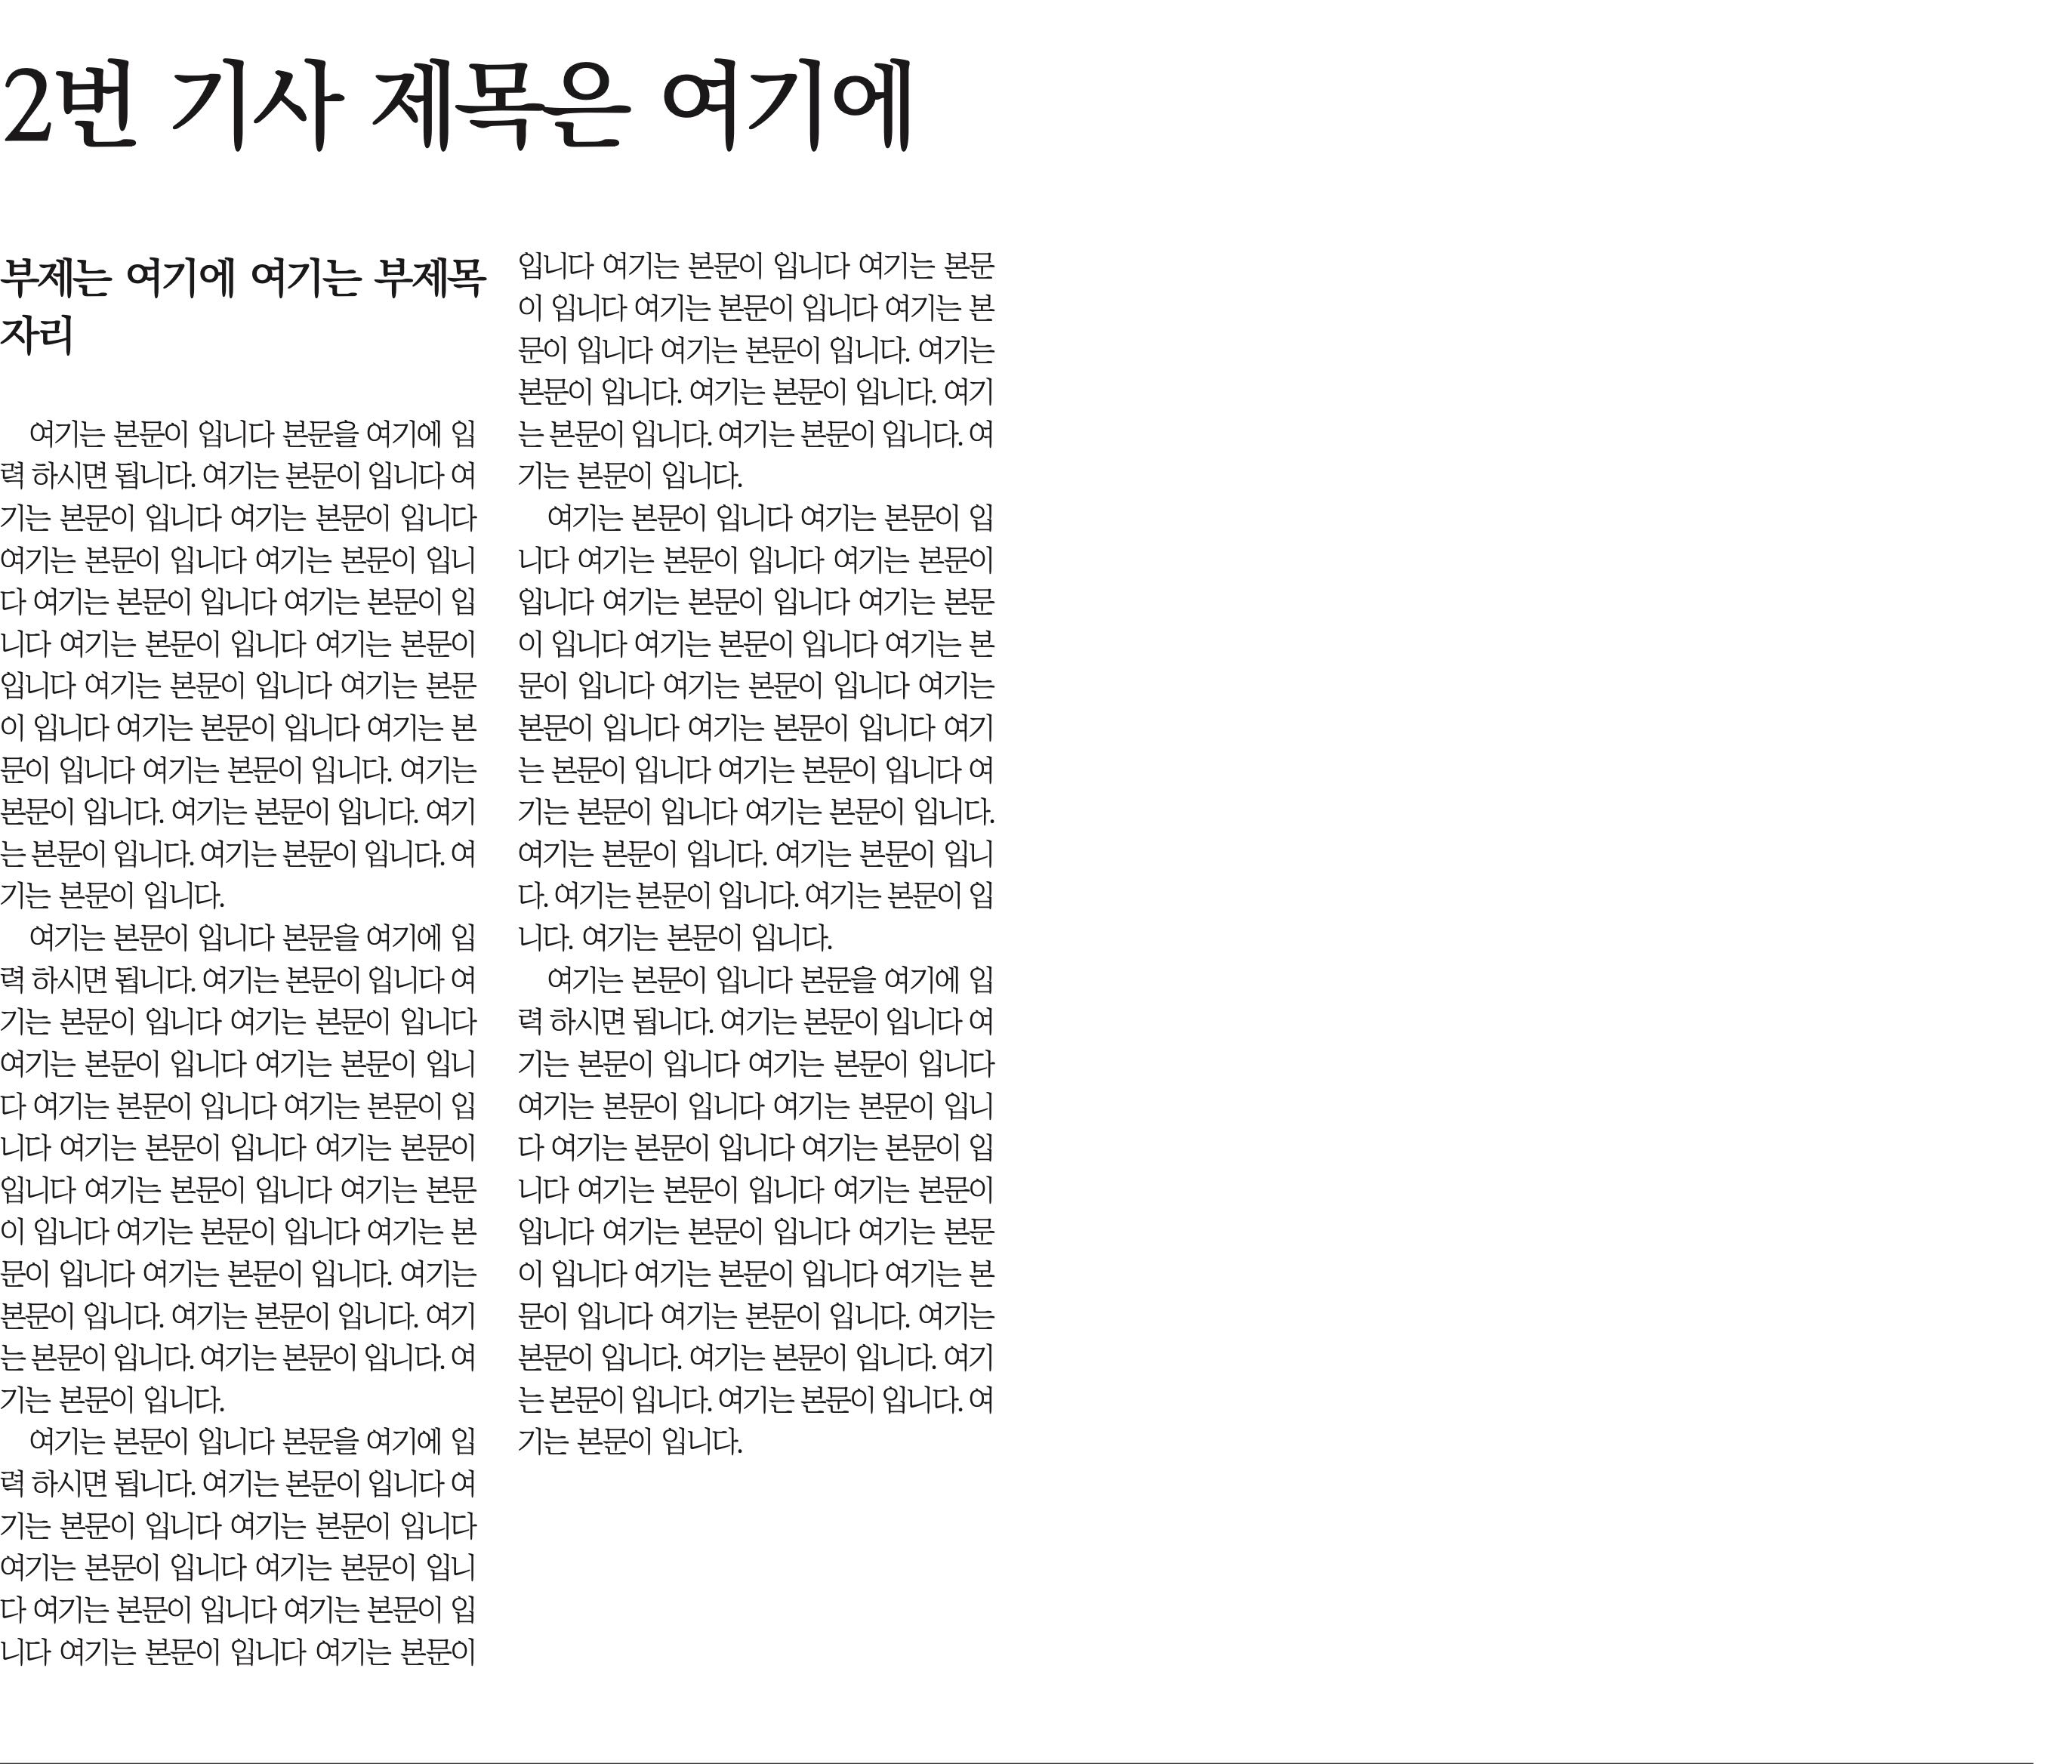 2번 기사 제목은 여기에
부제는 여기에 여기는 부제목
자리
여기는 본문이 입니다 본문을 여기에 입
력 하시면 됩니다. 여기는 본문이 입니다 여
기는 본문이 입니다 여기는 본문이 입니다
여기는 본문이 입니다 여기는 본문이 입니
다 여기는 본문이 입니다 여기는 본문이 입
니다 여기는 본문이 입니다 여기는 본문이
입니다 여기는 본문이 입니다 여기는 본문
이 입니다 여기는 본문이 입니다 여기는 본
문이 입니다 여기는 본문이 입니다. 여기는
본문이 입니다. 여기는 본문이 입니다. 여기
는 본문이 입니다. 여기는 본문이 입니다. 여
기는 본문이 입니다.
여기는 본문이 입니다 본문을 여기에 입
력 하시면 됩니다. 여기는 본문이 입니다 여
기는 본문이 입니다 여기는 본문이 입니다
여기는 본문이 입니다 여기는 본문이 입니
다 여기는 본문이 입니다 여기는 본문이 입
니다 여기는 본문이 입니다 여기는 본문이
입니다 여기는 본문이 입니다 여기는 본문
이 입니다 여기는 본문이 입니다 여기는 본
문이 입니다 여기는 본문이 입니다. 여기는
본문이 입니다. 여기는 본문이 입니다. 여기
는 본문이 입니다. 여기는 본문이 입니다. 여
기는 본문이 입니다.
여기는 본문이 입니다 본문을 여기에 입
력 하시면 됩니다. 여기는 본문이 입니다 여
기는 본문이 입니다 여기는 본문이 입니다
여기는 본문이 입니다 여기는 본문이 입니
다 여기는 본문이 입니다 여기는 본문이 입
니다 여기는 본문이 입니다 여기는 본문이
입니다 여기는 본문이 입니다 여기는 본문
이 입니다 여기는 본문이 입니다 여기는 본
문이 입니다 여기는 본문이 입니다. 여기는
본문이 입니다. 여기는 본문이 입니다. 여기
는 본문이 입니다. 여기는 본문이 입니다. 여
기는 본문이 입니다.
여기는 본문이 입니다 여기는 본문이 입
니다 여기는 본문이 입니다 여기는 본문이
입니다 여기는 본문이 입니다 여기는 본문
이 입니다 여기는 본문이 입니다 여기는 본
문이 입니다 여기는 본문이 입니다 여기는
본문이 입니다 여기는 본문이 입니다 여기
는 본문이 입니다 여기는 본문이 입니다 여
기는 본문이 입니다 여기는 본문이 입니다.
여기는 본문이 입니다. 여기는 본문이 입니
다. 여기는 본문이 입니다. 여기는 본문이 입
니다. 여기는 본문이 입니다.
여기는 본문이 입니다 본문을 여기에 입
력 하시면 됩니다. 여기는 본문이 입니다 여
기는 본문이 입니다 여기는 본문이 입니다
여기는 본문이 입니다 여기는 본문이 입니
다 여기는 본문이 입니다 여기는 본문이 입
니다 여기는 본문이 입니다 여기는 본문이
입니다 여기는 본문이 입니다 여기는 본문
이 입니다 여기는 본문이 입니다 여기는 본
문이 입니다 여기는 본문이 입니다. 여기는
본문이 입니다. 여기는 본문이 입니다. 여기
는 본문이 입니다. 여기는 본문이 입니다. 여
기는 본문이 입니다.